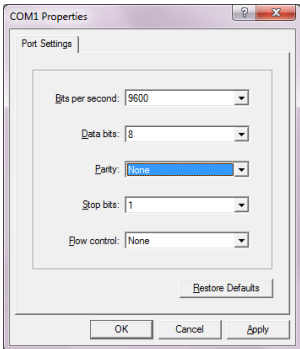 COM1 Properties
Port Settings
Bits per second: 9600
Data bits: 8
Parity: None
Stop bits: 1
Flow control: None
Restore Defaults
OK Cancel Apply